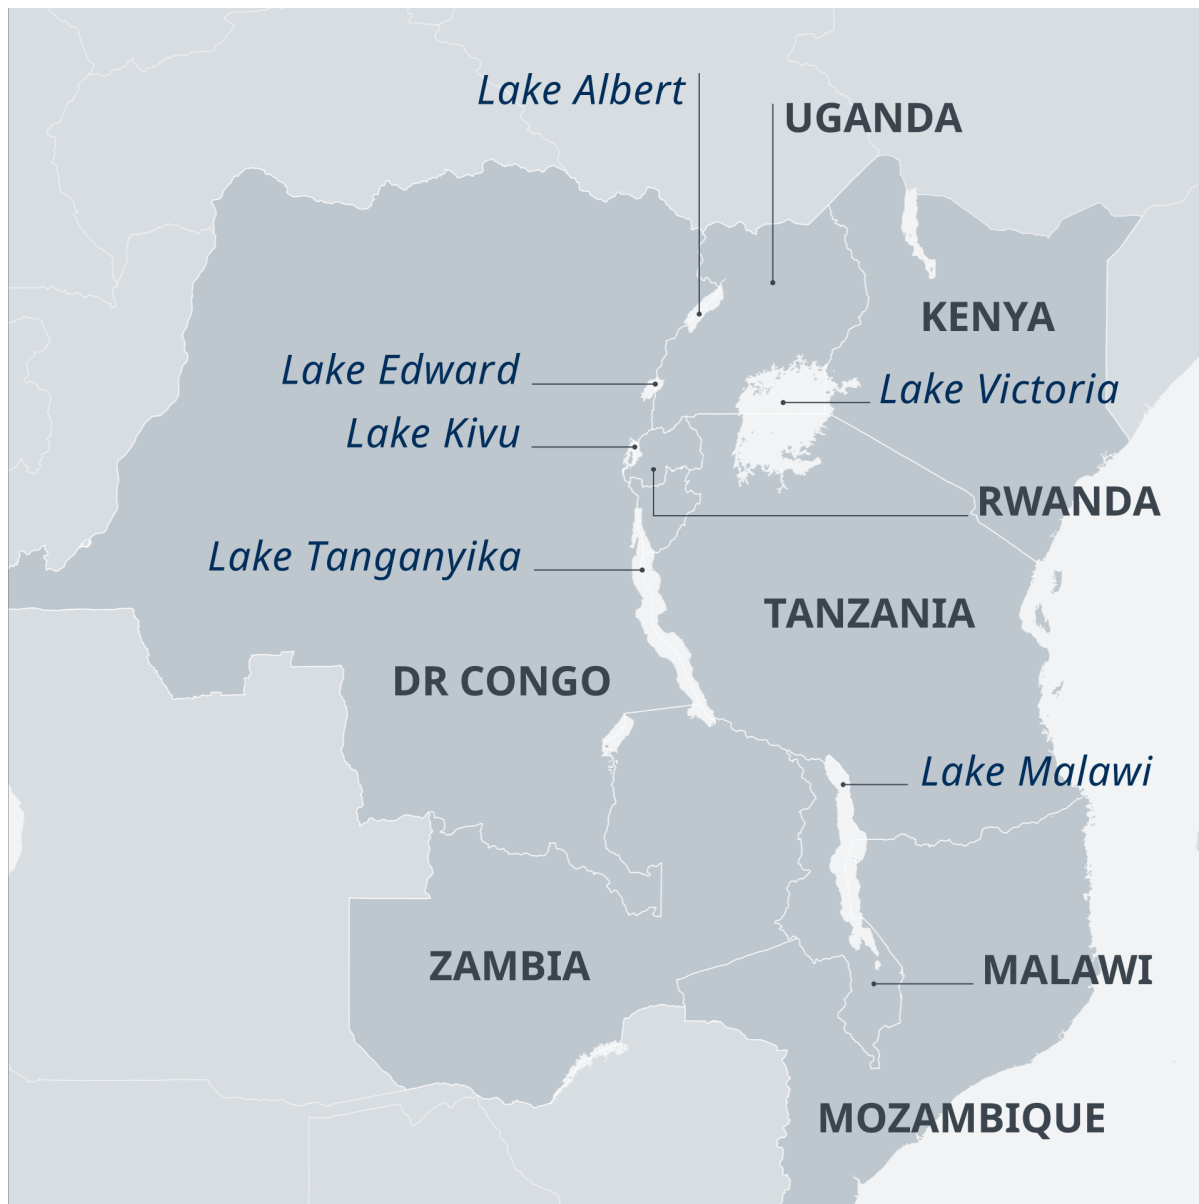 Lake Albert
UGANDA
KENYA
Lake Edward
Lake Victoria
Lake Kivu
RWANDA
Lake Tanganyika
TANZANIA
DR CONGO
Lake Malawi
ZAMBIA
MALAWI
MOZAMBIQUE